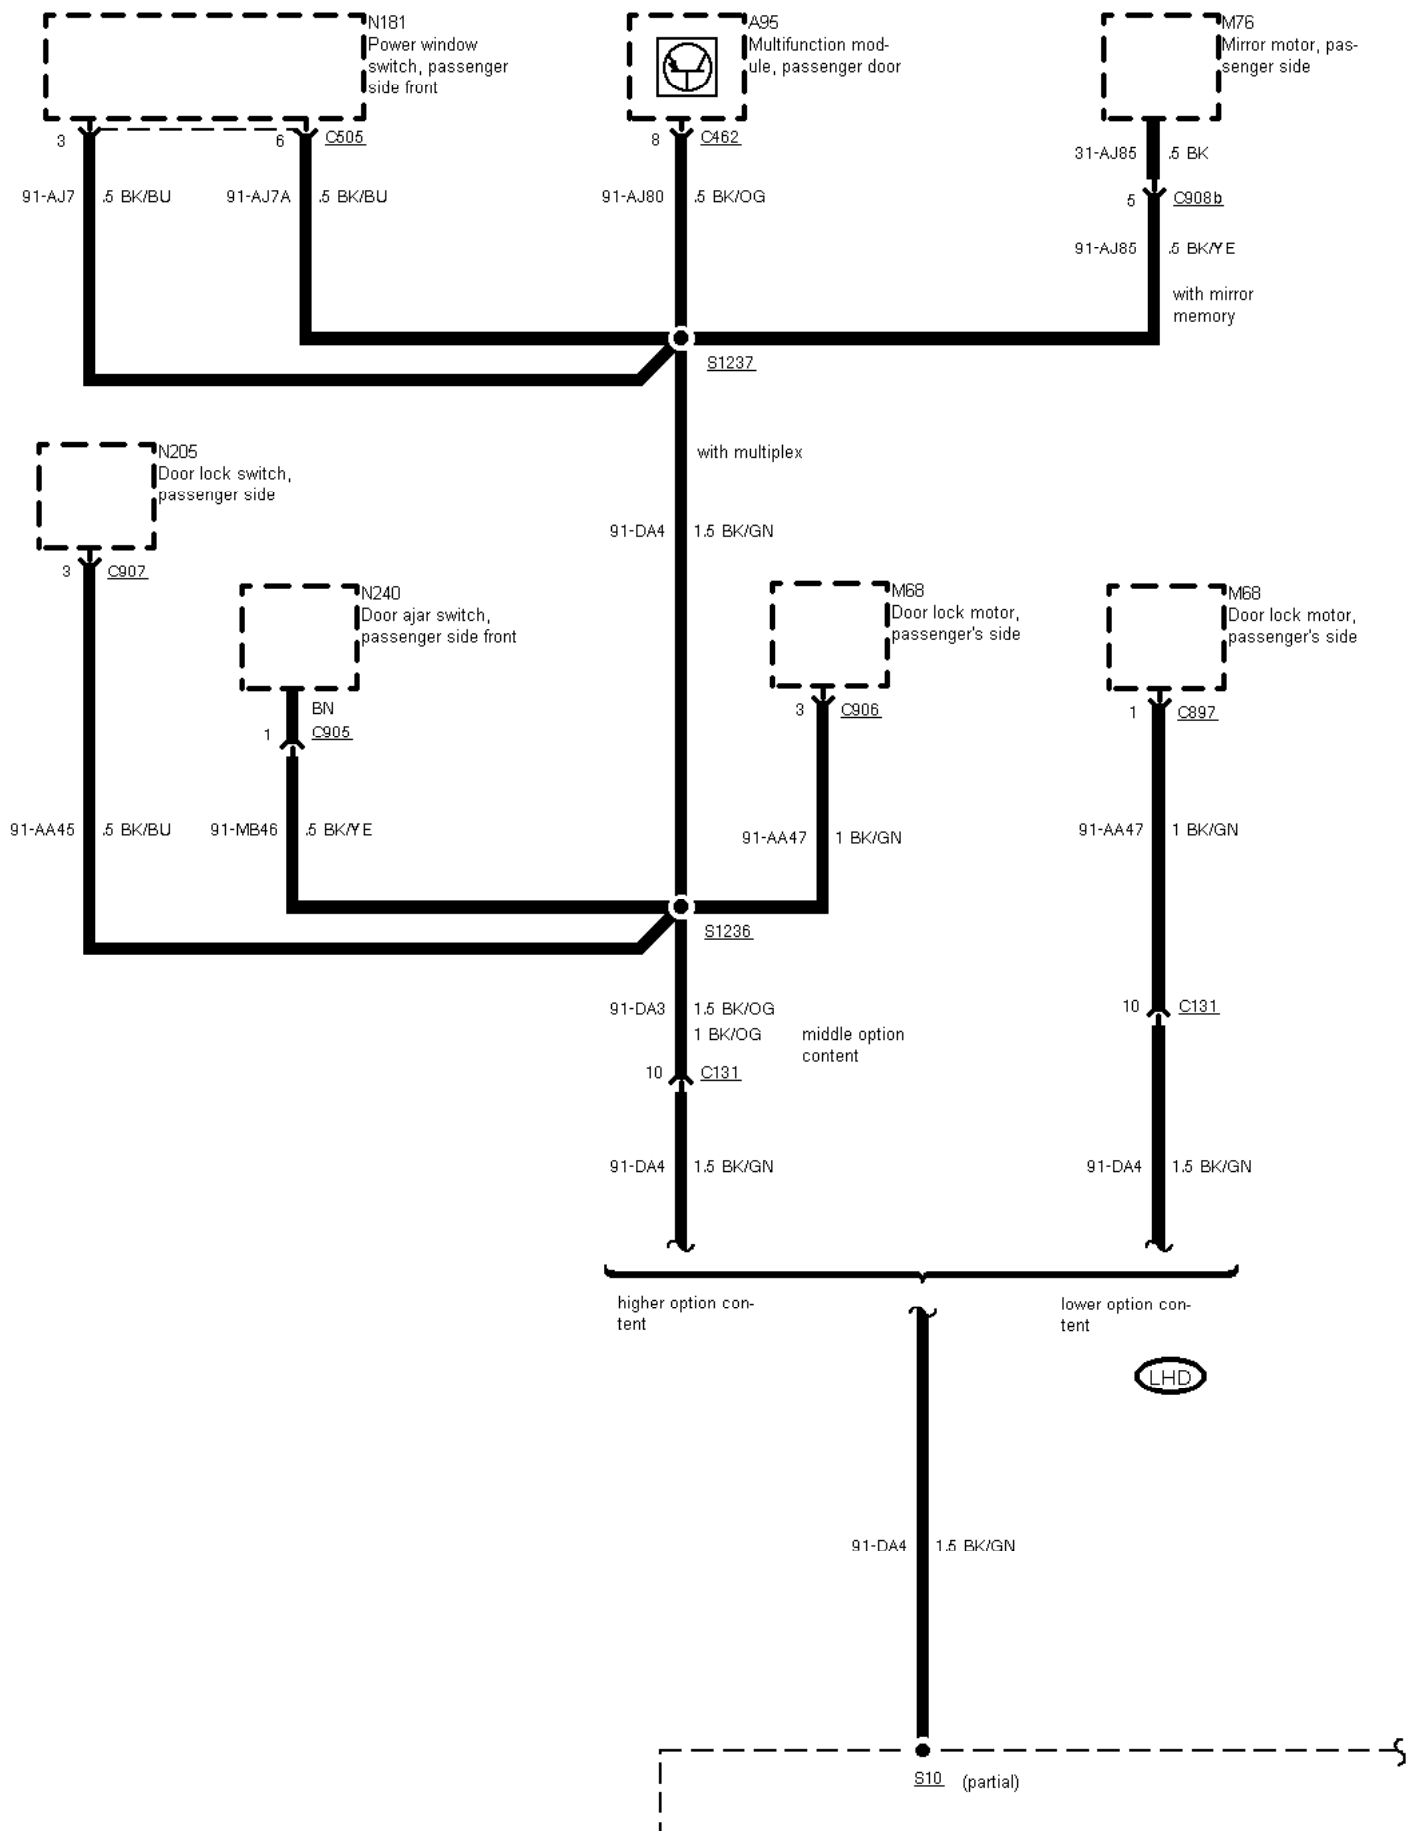 N181
Power window
switch, passenger
side front
A95
Multifunction mod-
ule, passenger door
M76
Mirror motor, pas-
senger side
3
6
C505
8
C462
31-AJ85
.5 BK
91-AJ7
.5 BK/BU
91-AJ7A
.5 BK/BU
91-AJ80
.5 BK/OG
5
C908b
91-AJ85
.5 BK/YE
with mirror
memory
S1237
N205
Door lock switch,
passenger side
with multiplex
91-DA4
1.5 BK/GN
3
C907
N240
Door ajar switch,
passenger side front
M68
Door lock motor,
passenger's side
M68
Door lock motor,
passenger's side
BN
1
C905
3
C906
1
C897
91-AA45
.5 BK/BU
91-MB46
.5 BK/YE
91-AA47
1 BK/GN
91-AA47
1 BK/GN
S1236
91-DA3
1.5 BK/OG
1 BK/OG
middle option
content
10
C131
10
C131
91-DA4
1.5 BK/GN
91-DA4
1.5 BK/GN
higher option con-
tent
lower option con-
tent
LHD
91-DA4
1.5 BK/GN
S10
(partial)